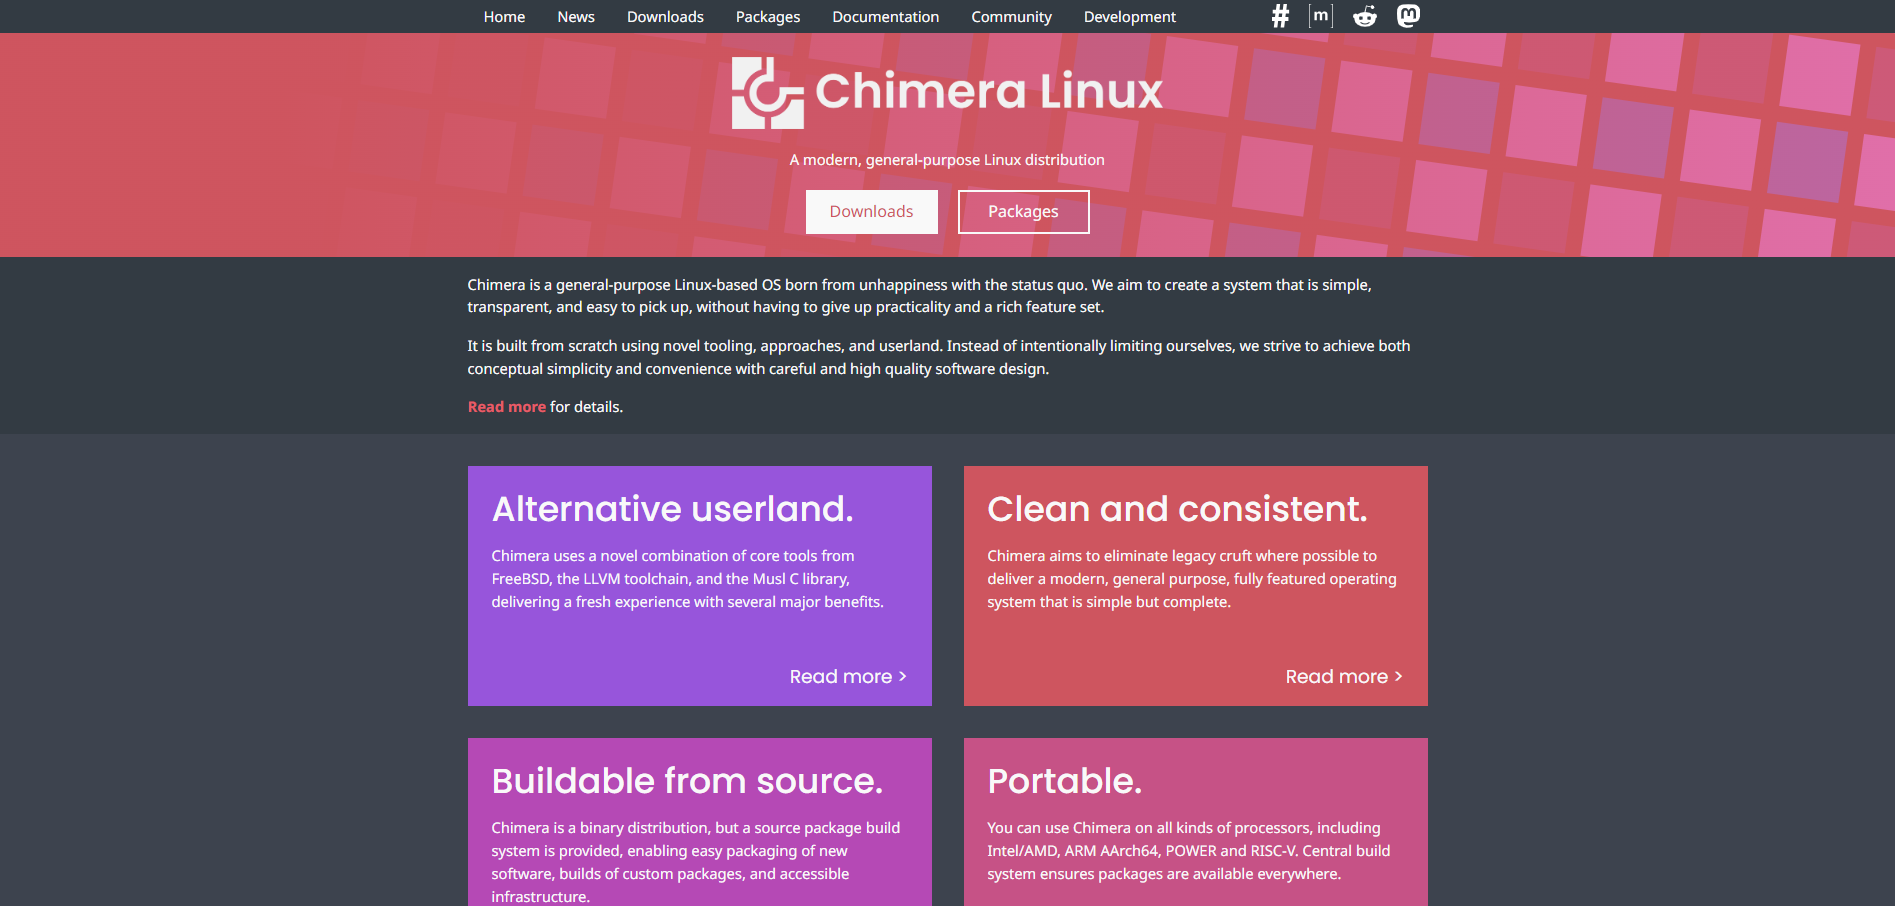 Home News Downloads Packages Documentation Community Development # [m]
Chimera Linux
A modern, general-purpose Linux distribution
Downloads Packages
Chimera is a general-purpose Linux-based OS born from unhappiness with the status quo. We aim to create a system that is simple,
transparent, and easy to pick up, without having to give up practicality and a rich feature set.
It is built from scratch using novel tooling, approaches, and userland. Instead of intentionally limiting ourselves, we strive to achieve both
conceptual simplicity and convenience with careful and high quality software design.
Read more for details.
Alternative userland.
Chimera uses a novel combination of core tools from
FreeBSD, the LLVM toolchain, and the Musl C library,
delivering a fresh experience with several major benefits.
Read more >
Clean and consistent.
Chimera aims to eliminate legacy cruft where possible to
deliver a modern, general purpose, fully featured operating
system that is simple but complete.
Read more >
Buildable from source.
Chimera is a binary distribution, but a source package build
system is provided, enabling easy packaging of new
software, builds of custom packages, and accessible
infrastructure.
Portable.
You can use Chimera on all kinds of processors, including
Intel/AMD, ARM AArch64, POWER and RISC-V. Central build
system ensures packages are available everywhere.